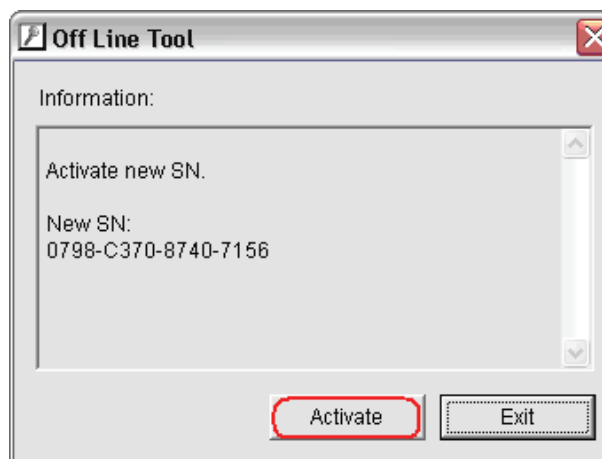 Off Line Tool
Information:
Activate new SN.
New SN:
0798-C370-8740-7156
Activate
Exit